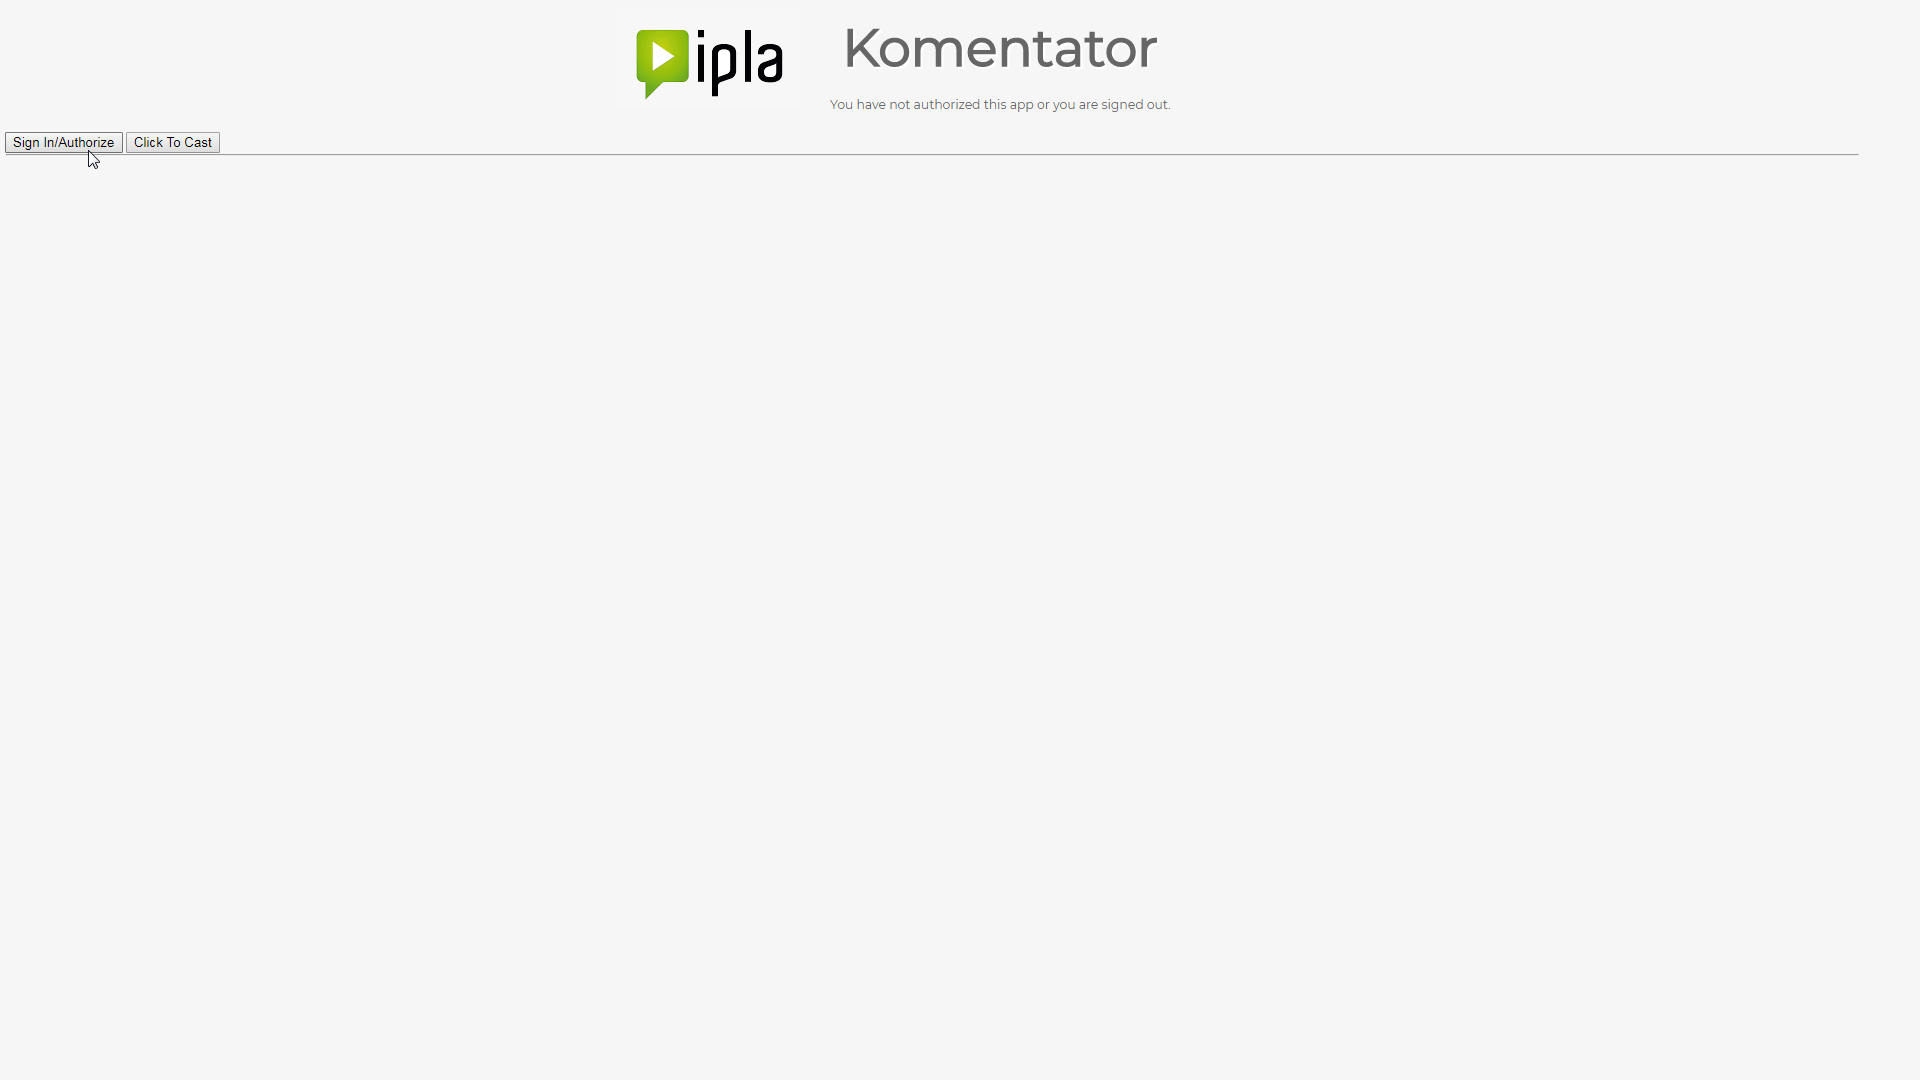 ipla
Komentator
You have not authorized this app or you are signed out.
Sign In/Authorize
Click To Cast